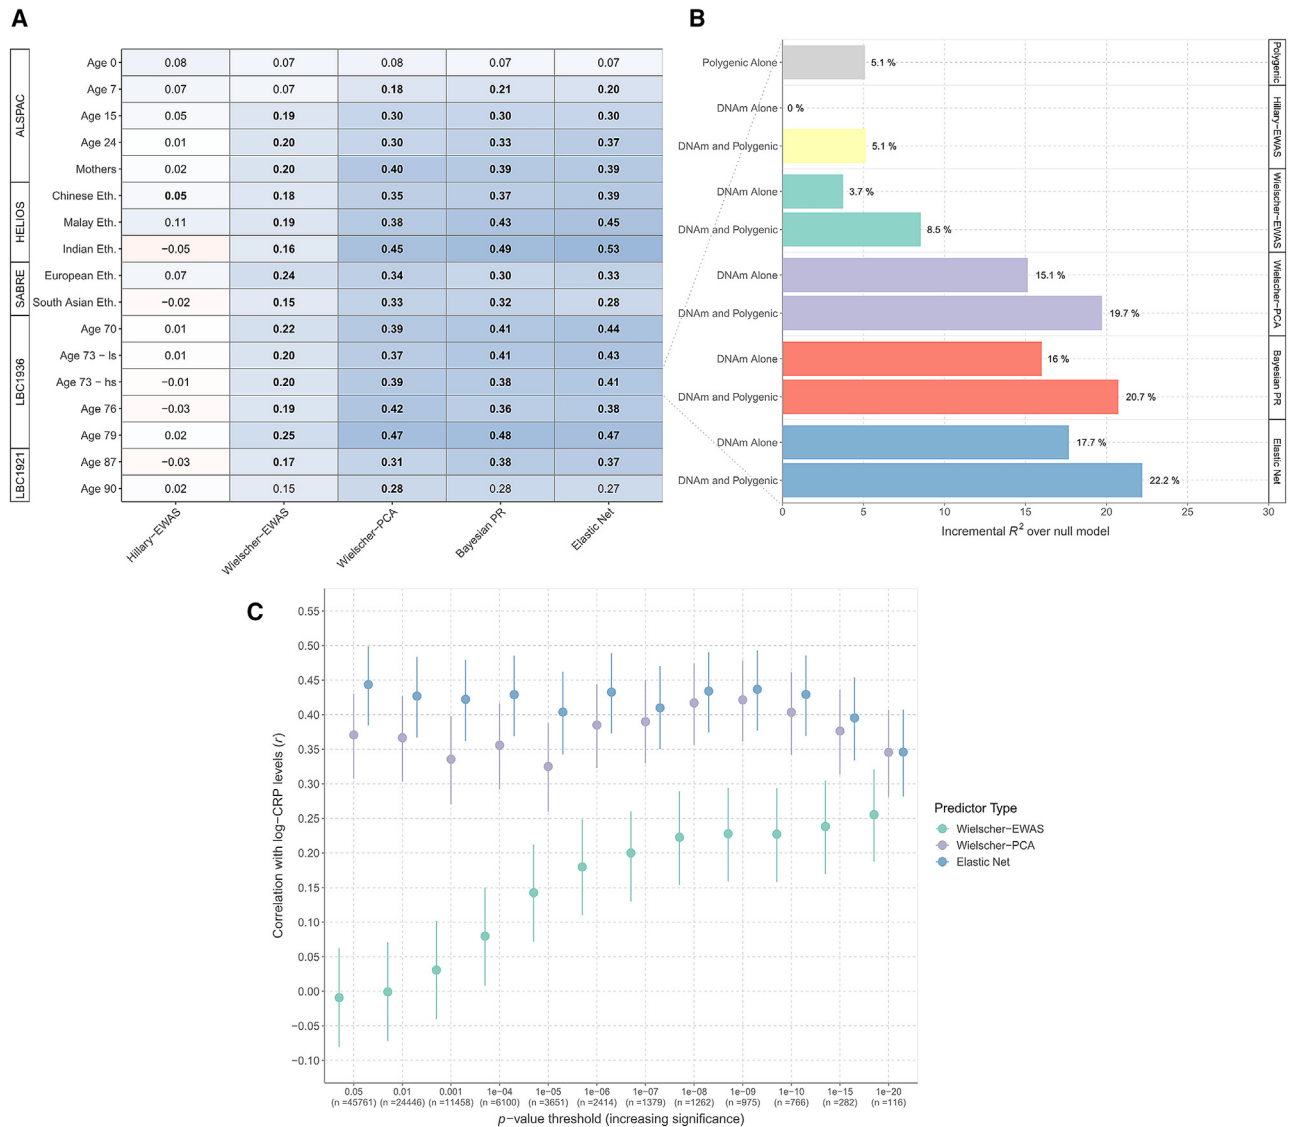 A
ALSPAC
Age 0 0.08 0.07 0.08 0.07 0.07
Age 7 0.07 0.07 0.18 0.21 0.20
Age 15 0.05 0.19 0.30 0.30 0.30
Age 24 0.01 0.20 0.30 0.33 0.37
Mothers 0.02 0.20 0.40 0.39 0.39
HELIOS
Chinese Eth. 0.05 0.18 0.35 0.37 0.39
Malay Eth. 0.11 0.19 0.38 0.43 0.45
Indian Eth. −0.05 0.16 0.45 0.49 0.53
SABRE
European Eth. 0.07 0.24 0.34 0.30 0.33
South Asian Eth. −0.02 0.15 0.33 0.32 0.28
LBC1936
Age 70 0.01 0.22 0.39 0.41 0.44
Age 73 − ls 0.01 0.20 0.37 0.41 0.43
Age 73 − hs −0.01 0.20 0.39 0.38 0.41
Age 76 −0.03 0.19 0.42 0.36 0.38
Age 79 0.02 0.25 0.47 0.48 0.47
LBC1921
Age 87 −0.03 0.17 0.31 0.38 0.37
Age 90 0.02 0.15 0.28 0.28 0.27
Hillary−EWAS Wielscher−EWAS Wielscher−PCA Bayesian PR Elastic Net
B
Polygenic Alone 5.1 % Polygenic
DNAm Alone 0 %
DNAm and Polygenic 5.1 %
Hillary−EWAS
DNAm Alone 3.7 %
DNAm and Polygenic 8.5 %
Wielscher−EWAS
DNAm Alone 15.1 %
DNAm and Polygenic 19.7 %
Wielscher−PCA
DNAm Alone 16 %
DNAm and Polygenic 20.7 %
Bayesian PR
DNAm Alone 17.7 %
DNAm and Polygenic 22.2 %
Elastic Net
0 5 10 15 20 25 30
Incremental R² over null model
C
Correlation with log−CRP levels (r)
0.55
0.50
0.45
0.40
0.35
0.30
0.25
0.20
0.15
0.10
0.05
0.00
−0.05
−0.10
0.05 0.01 0.001 1e−04 1e−05 1e−06 1e−07 1e−08 1e−09 1e−10 1e−15 1e−20
(n =45761) (n =24446) (n =11458) (n =6100) (n =3651) (n =2414) (n =1379) (n =1262) (n =975) (n =766) (n =282) (n =116)
p−value threshold (increasing significance)
Predictor Type
Wielscher−EWAS
Wielscher−PCA
Elastic Net